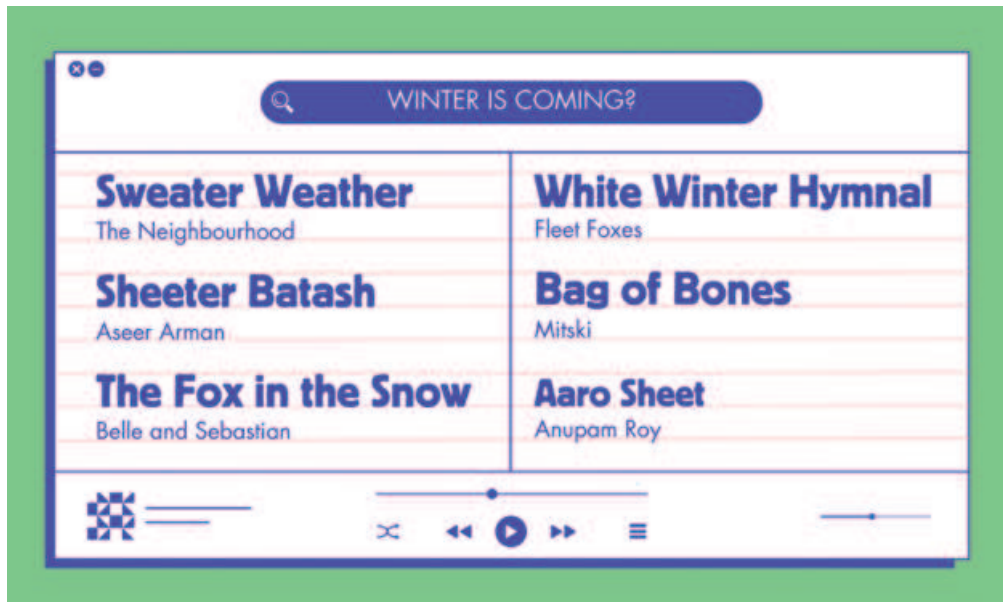 WINTER IS COMING?
Sweater Weather
The Neighbourhood
Sheeter Batash
Aseer Arman
The Fox in the Snow
Belle and Sebastian
White Winter Hymnal
Fleet Foxes
Bag of Bones
Mitski
Aaro Sheet
Anupam Roy